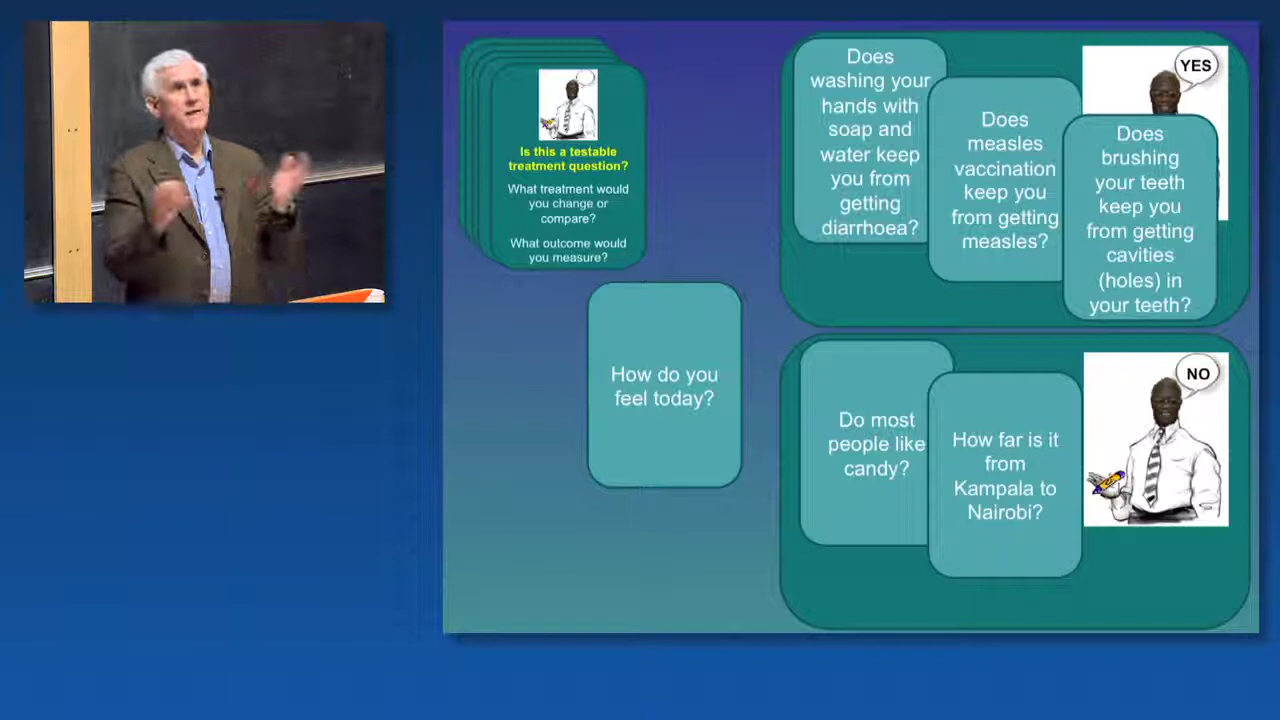 Is this a testable
treatment question?
What treatment would
you change or
compare?
What outcome would
you measure?
How do you
feel today?
Does
washing your
hands with
soap and
water keep
you from
getting
diarrhoea?
Does
measles
vaccination
keep you
from getting
measles?
YES
Does
brushing
your teeth
keep you
from getting
cavities
(holes) in
your teeth?
Do most
people like
candy?
How far is it
from
Kampala to
Nairobi?
NO